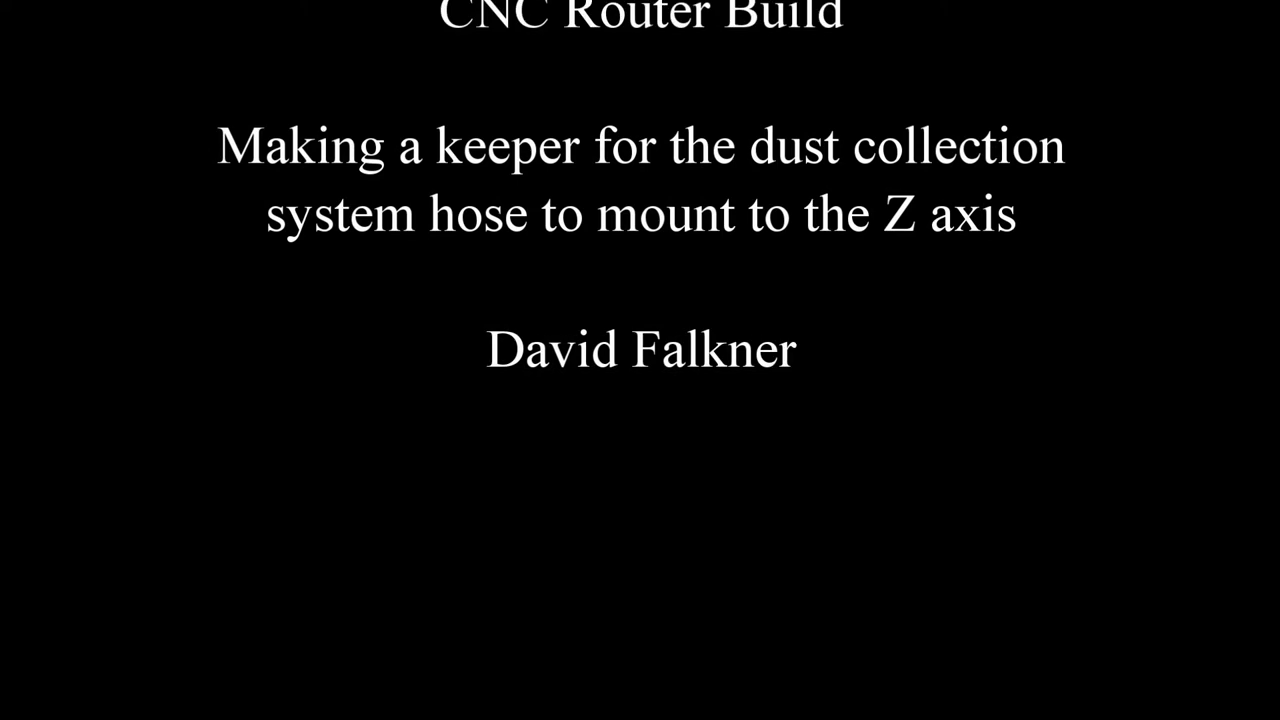 CNC Router Build
Making a keeper for the dust collection
system hose to mount to the Z axis
David Falkner